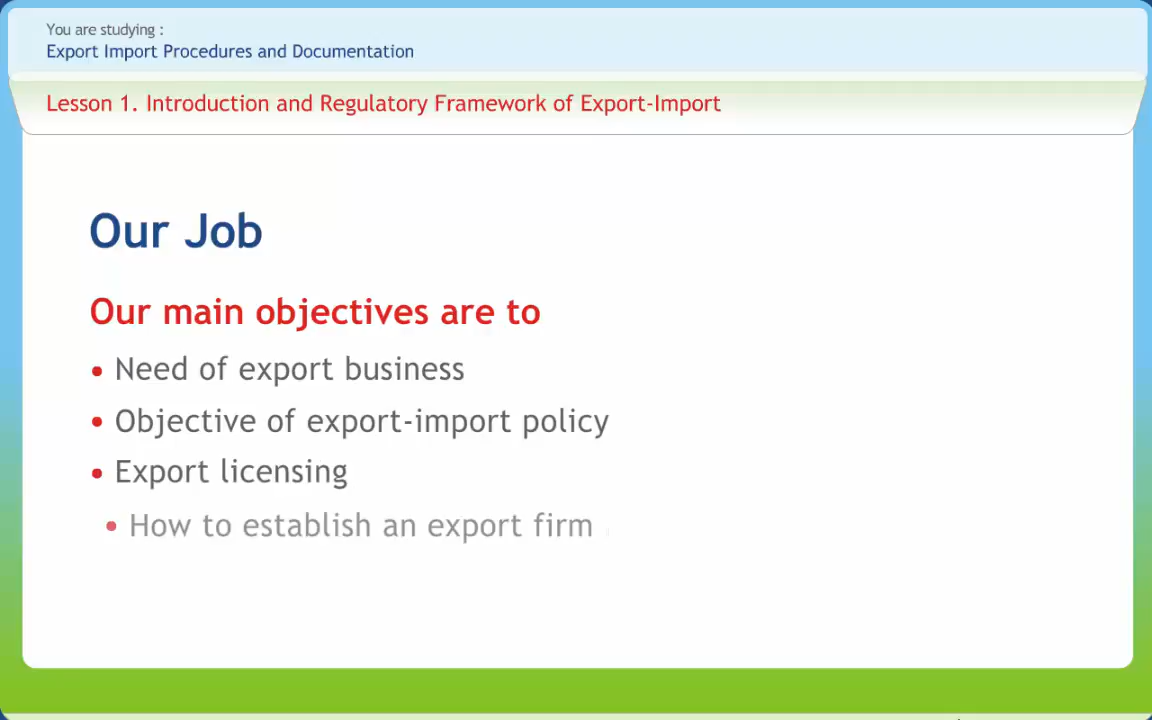 You are studying :
Export Import Procedures and Documentation
Lesson 1. Introduction and Regulatory Framework of Export-Import
Our Job
Our main objectives are to
• Need of export business
• Objective of export-import policy
• Export licensing
• How to establish an export firm